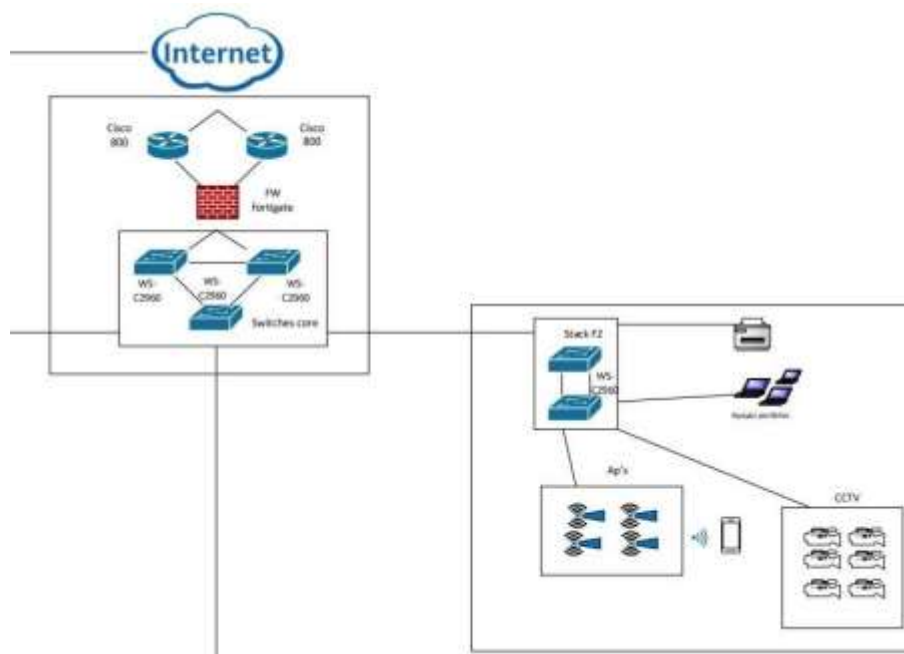 Internet
Cisco
800
Cisco
800
FW
Fortigate
WS-
C2960
WS-
C2960
WS-
C2960
Switches core
Stack F2
WS-
C2960
Ap's
CCTV